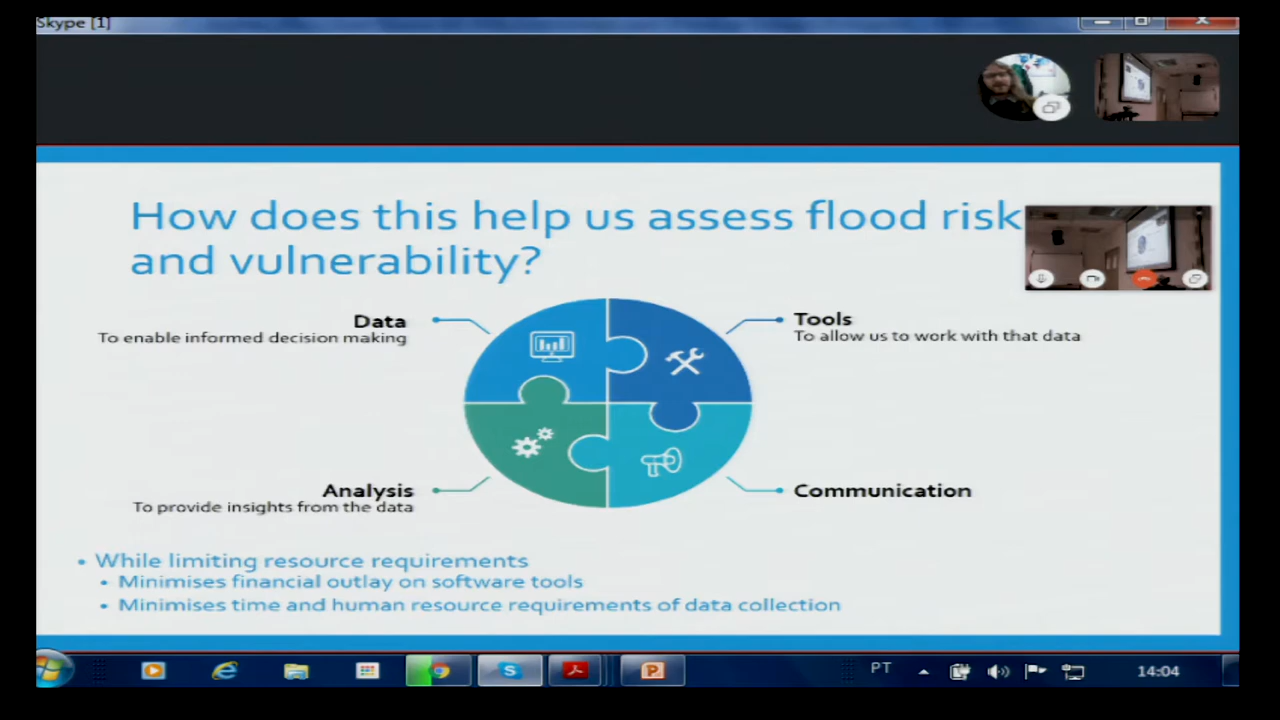 Skype [1]
How does this help us assess flood risk
and vulnerability?
Data
To enable informed decision making
Tools
To allow us to work with that data
Analysis
To provide insights from the data
Communication
• While limiting resource requirements
• Minimises financial outlay on software tools
• Minimises time and human resource requirements of data collection
PT
14:04